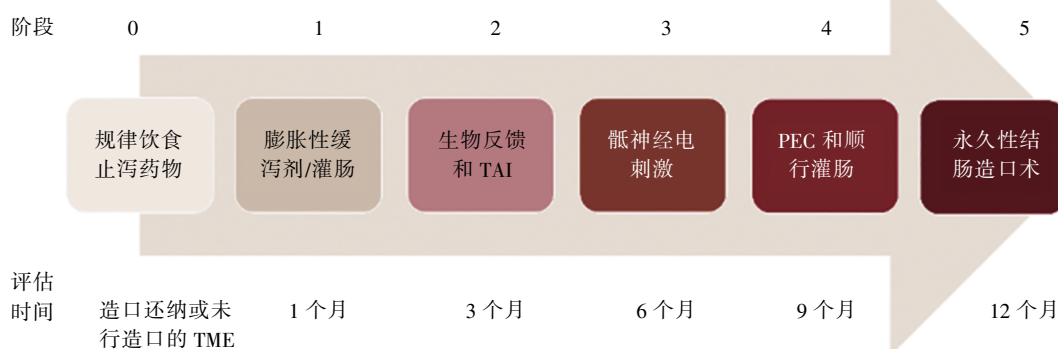 阶段 0 1 2 3 4 5
规律饮食
止泻药物
膨胀性缓
泻剂/灌肠
生物反馈
和 TAI
骶神经电
刺激
PEC 和顺
行灌肠
永久性结
肠造口术
评估
时间
造口还纳或未
行造口的 TME
1 个月
3 个月
6 个月
9 个月
12 个月